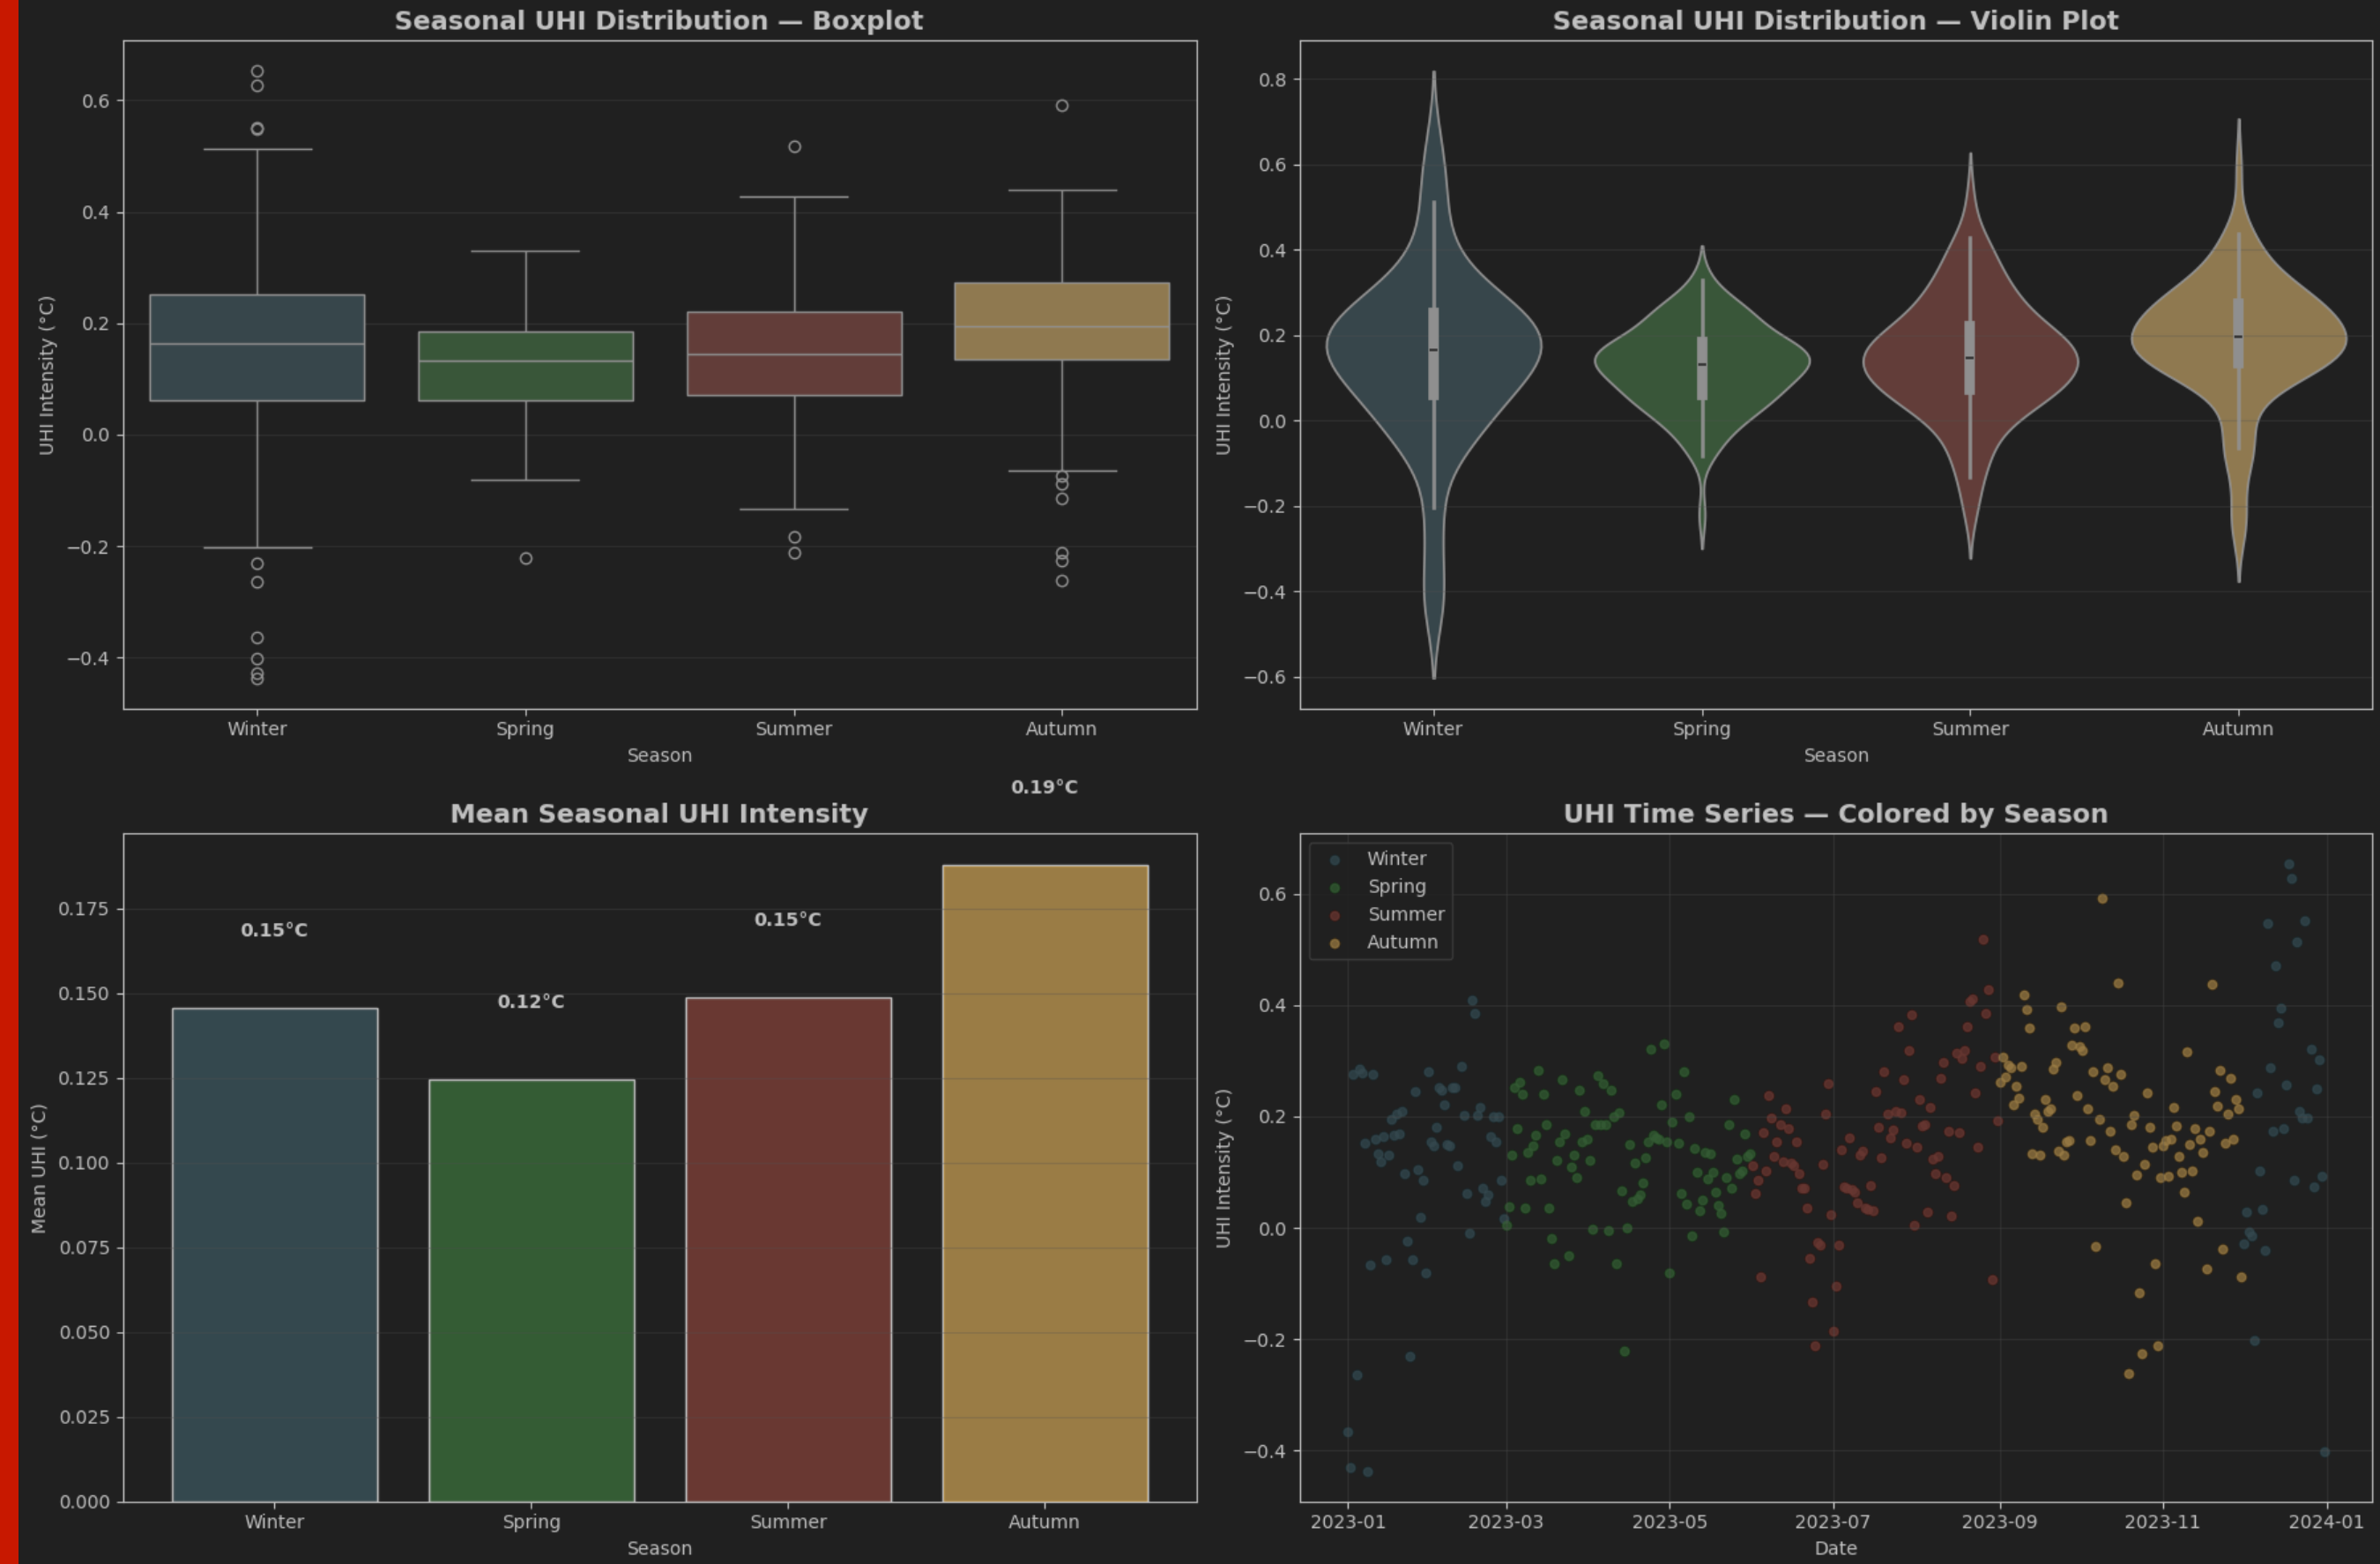 Seasonal UHI Distribution — Boxplot
UHI Intensity (°C)
0.6
0.4
0.2
0.0
−0.2
−0.4
Winter
Spring
Summer
Autumn
Season
Seasonal UHI Distribution — Violin Plot
UHI Intensity (°C)
0.8
0.6
0.4
0.2
0.0
−0.2
−0.4
−0.6
Winter
Spring
Summer
Autumn
Season
Mean Seasonal UHI Intensity
Mean UHI (°C)
0.175
0.150
0.125
0.100
0.075
0.050
0.025
0.000
0.15°C
0.12°C
0.15°C
0.19°C
Winter
Spring
Summer
Autumn
Season
UHI Time Series — Colored by Season
Winter
Spring
Summer
Autumn
UHI Intensity (°C)
0.6
0.4
0.2
0.0
−0.2
−0.4
2023-01
2023-03
2023-05
2023-07
2023-09
2023-11
2024-01
Date